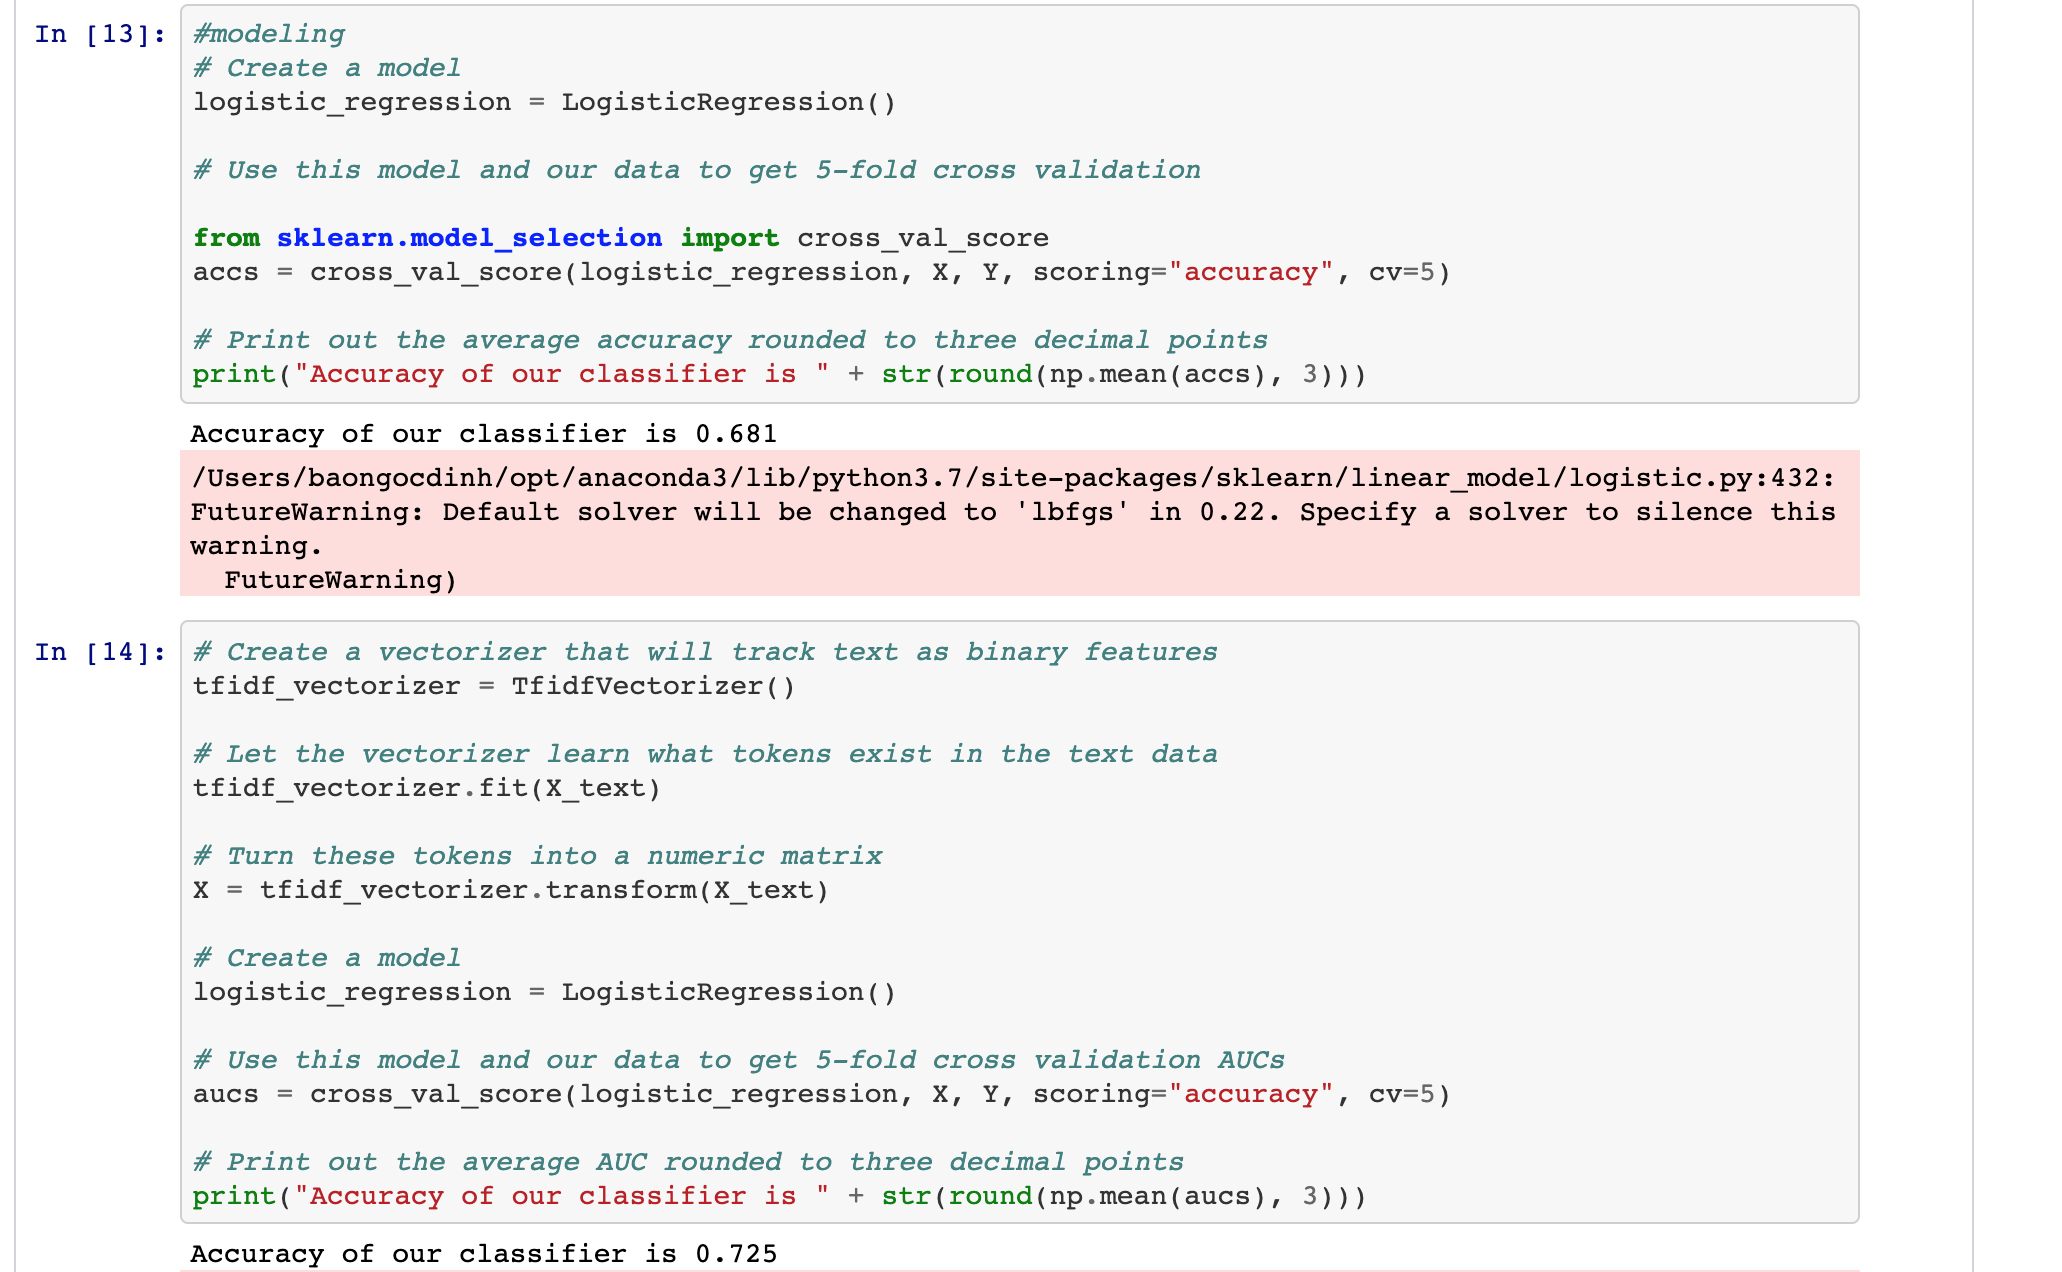 In [13]:
#modeling
# Create a model
logistic_regression = LogisticRegression()
# Use this model and our data to get 5-fold cross validation
from sklearn.model_selection import cross_val_score
accs = cross_val_score(logistic_regression, X, Y, scoring="accuracy", cv=5)
# Print out the average accuracy rounded to three decimal points
print("Accuracy of our classifier is " + str(round(np.mean(accs), 3)))
Accuracy of our classifier is 0.681
/Users/baongocdinh/opt/anaconda3/lib/python3.7/site-packages/sklearn/linear_model/logistic.py:432:
FutureWarning: Default solver will be changed to 'lbfgs' in 0.22. Specify a solver to silence this
warning.
  FutureWarning)
In [14]:
# Create a vectorizer that will track text as binary features
tfidf_vectorizer = TfidfVectorizer()
# Let the vectorizer learn what tokens exist in the text data
tfidf_vectorizer.fit(X_text)
# Turn these tokens into a numeric matrix
X = tfidf_vectorizer.transform(X_text)
# Create a model
logistic_regression = LogisticRegression()
# Use this model and our data to get 5-fold cross validation AUCs
aucs = cross_val_score(logistic_regression, X, Y, scoring="accuracy", cv=5)
# Print out the average AUC rounded to three decimal points
print("Accuracy of our classifier is " + str(round(np.mean(aucs), 3)))
Accuracy of our classifier is 0.725